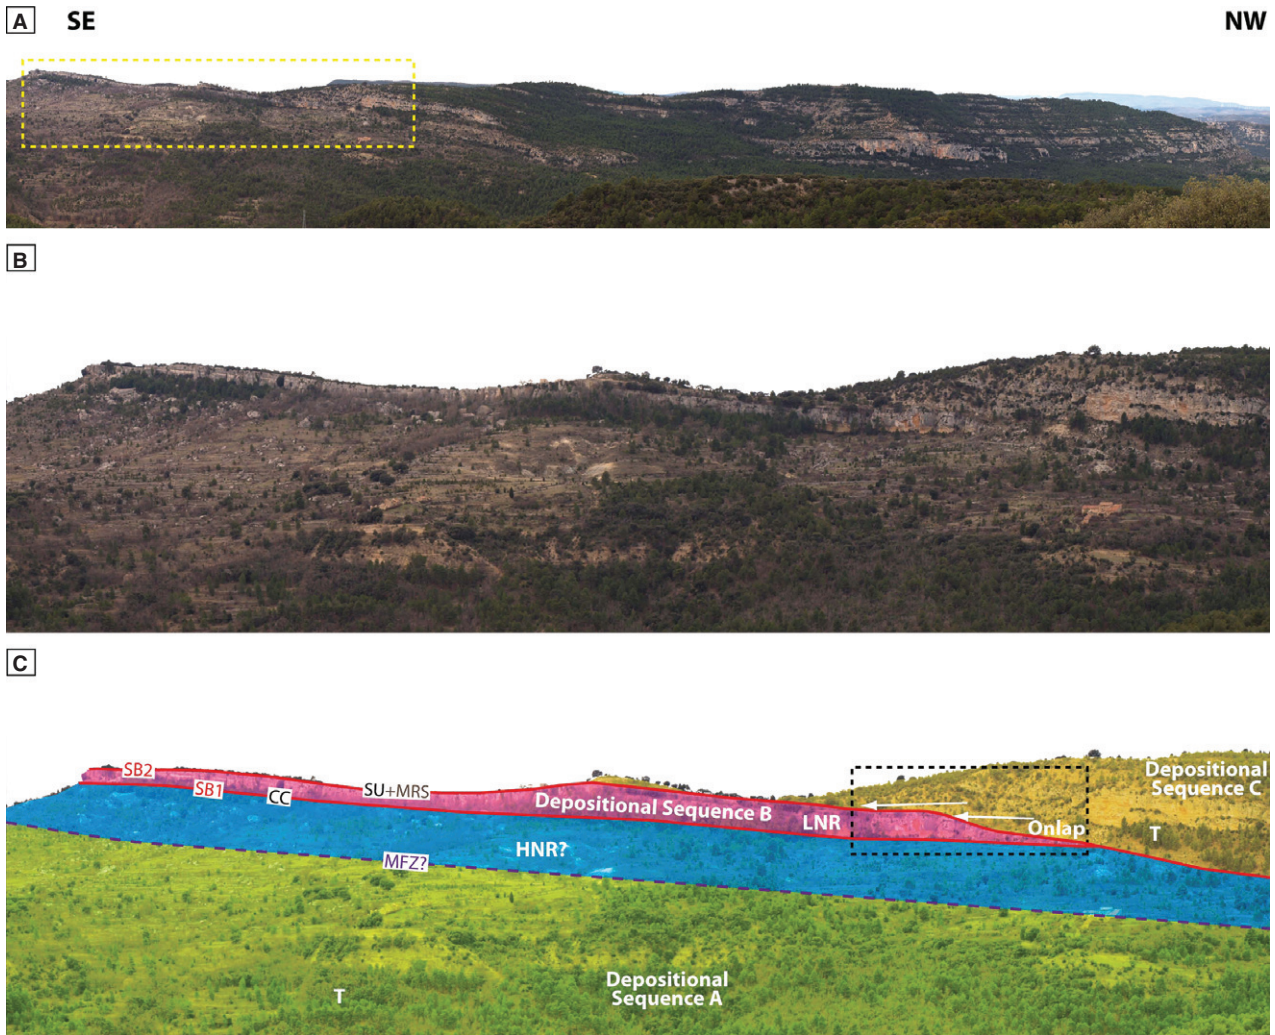 A
SE
NW
B
C
SB2
SB1
CC
SU+MRS
Depositional Sequence B
LNR
Onlap
Depositional
Sequence C
T
HNR?
MFZ?
Depositional
Sequence A
T